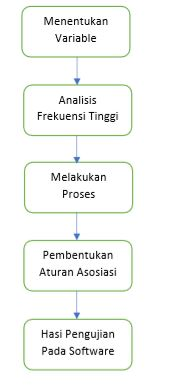 Menentukan
Variable
Analisis
Frekuensi Tinggi
Melakukan
Proses
Pembentukan
Aturan Asosiasi
Hasi Pengujian
Pada Software